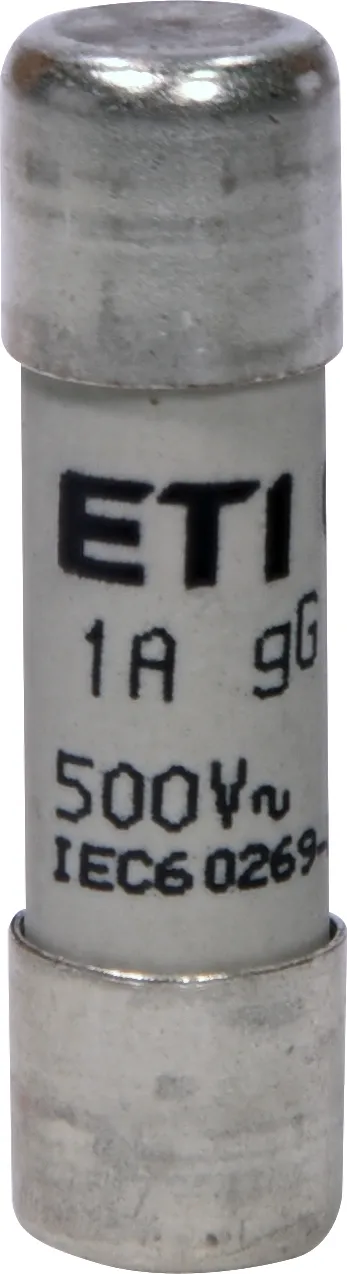 ETI
1A gG
500V~
IEC60269-